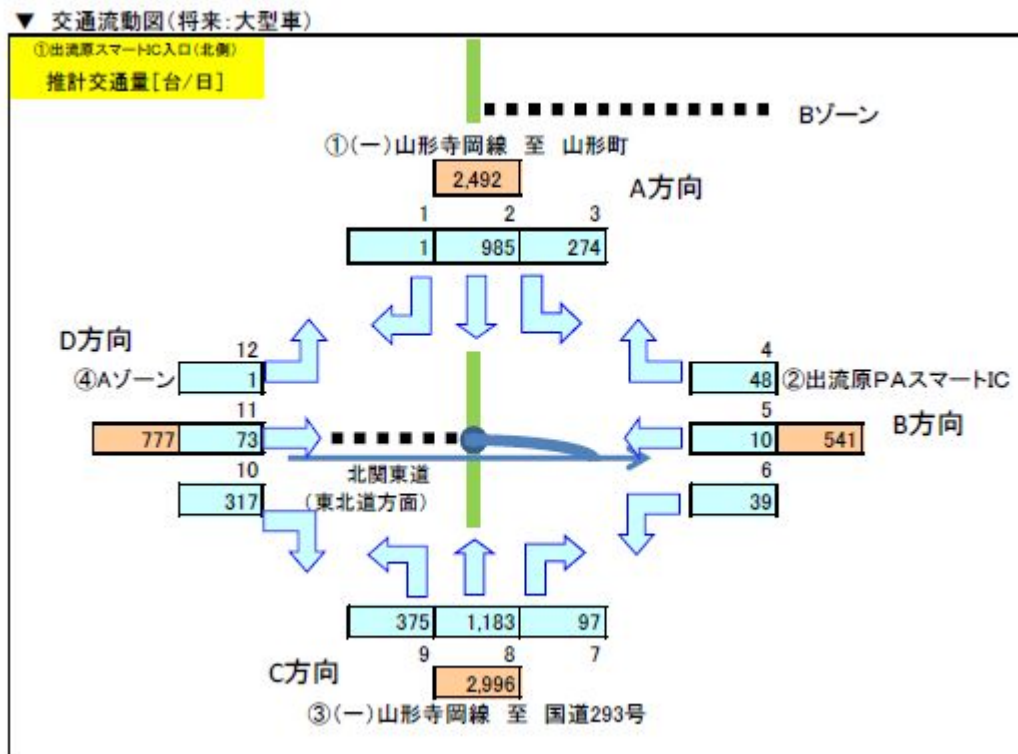 ▼ 交通流動図(将来:大型車)
①出流原スマートIC入口(北側)
推計交通量[台/日]
Bゾーン
①(一)山形寺岡線 至 山形町
2,492
A方向
1 2 3
1 985 274
D方向
12
④Aゾーン 1
11
777 73
10
317
4
48 ②出流原PAスマートIC
5
10 541 B方向
6
39
北関東道
(東北道方面)
375 1,183 97
9 8 7
C方向
2,996
③(一)山形寺岡線 至 国道293号